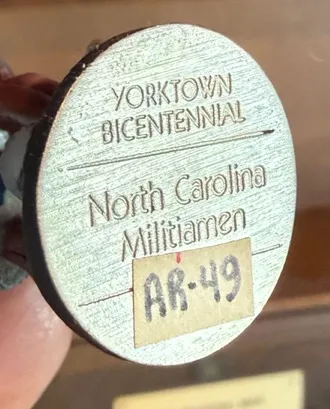 YORKTOWN
BICENTENNIAL
North Carolina
Militiamen
AR-49